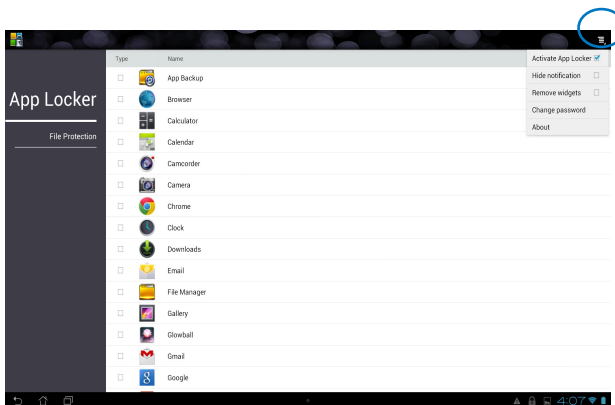 Type Name
Activate App Locker
Hide notification
Remove widgets
Change password
About
App Locker
File Protection
App Backup
Browser
Calculator
Calendar
Camcorder
Camera
Chrome
Clock
Downloads
Email
File Manager
Gallery
Glowball
Gmail
Google
4:07